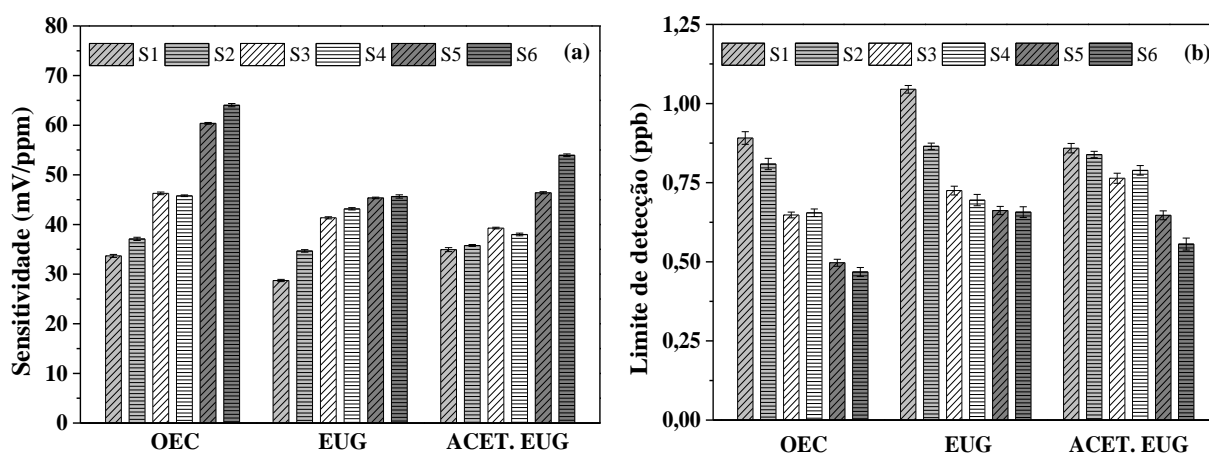 80
70
60
50
40
30
20
10
0
Sensitividade (mV/ppm)
S1 S2 S3 S4 S5 S6
(a)
OEC EUG ACET. EUG
1,25
1,00
0,75
0,50
0,25
0,00
Limite de detecção (ppb)
S1 S2 S3 S4 S5 S6
(b)
OEC EUG ACET. EUG